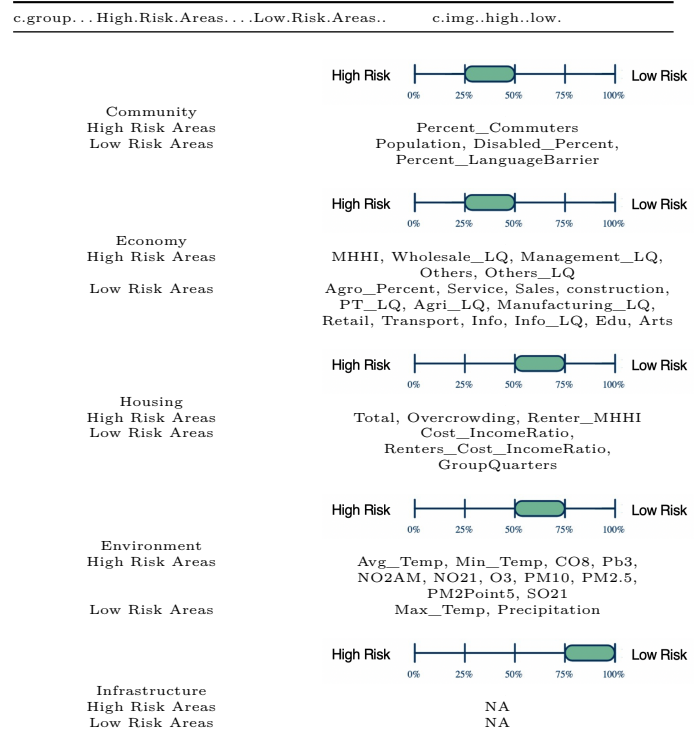 c.group...High.Risk.Areas....Low.Risk.Areas.. c.img..high..low.
High Risk Low Risk
0% 25% 50% 75% 100%
Community
High Risk Areas Percent_Commuters
Low Risk Areas Population, Disabled_Percent,
Percent_LanguageBarrier
High Risk Low Risk
0% 25% 50% 75% 100%
Economy
High Risk Areas MHHI, Wholesale_LQ, Management_LQ,
Others, Others_LQ
Low Risk Areas Agro_Percent, Service, Sales, construction,
PT_LQ, Agri_LQ, Manufacturing_LQ,
Retail, Transport, Info, Info_LQ, Edu, Arts
High Risk Low Risk
0% 25% 50% 75% 100%
Housing
High Risk Areas Total, Overcrowding, Renter_MHHI
Low Risk Areas Cost_IncomeRatio,
Renters_Cost_IncomeRatio,
GroupQuarters
High Risk Low Risk
0% 25% 50% 75% 100%
Environment
High Risk Areas Avg_Temp, Min_Temp, CO8, Pb3,
NO2AM, NO21, O3, PM10, PM2.5,
PM2Point5, SO21
Low Risk Areas Max_Temp, Precipitation
High Risk Low Risk
0% 25% 50% 75% 100%
Infrastructure
High Risk Areas NA
Low Risk Areas NA